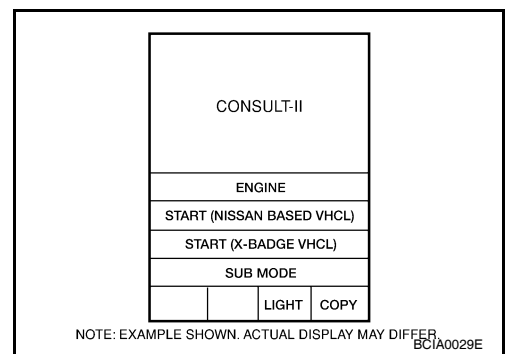 CONSULT-II
ENGINE
START (NISSAN BASED VHCL)
START (X-BADGE VHCL)
SUB MODE
LIGHT COPY
NOTE: EXAMPLE SHOWN. ACTUAL DISPLAY MAY DIFFER.
BCIA0029E